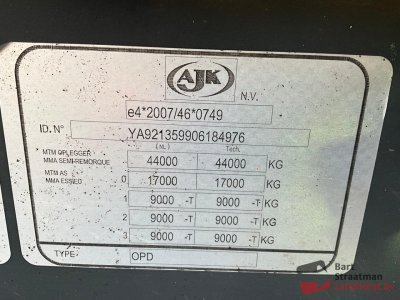 AJK
N.V.
e4*2007/46*0749
ID. N° YA921359906184976
(NL) Tech.
MTM OPLEGGER
MMA SEMI-REMORQUE 44000 44000 KG
MTM AS
MMA ESSIEU 0 17000 17000 KG
1 9000 -T 9000 -T KG
2 9000 -T 9000 -T KG
3 9000 -T 9000 -T KG
TYPE OPD
Bart
Straatman